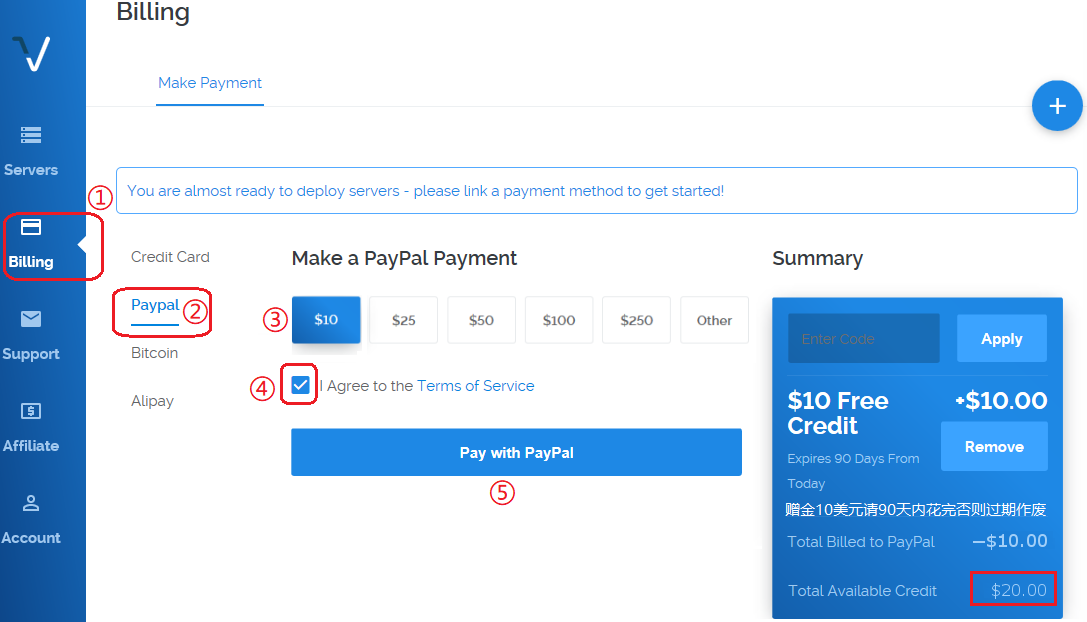 Billing
Make Payment
+
Servers
① You are almost ready to deploy servers - please link a payment method to get started!
Billing
Support
Affiliate
Account
Credit Card
Paypal ②
Bitcoin
Alipay
Make a PayPal Payment
③ $10 $25 $50 $100 $250 Other
④ I Agree to the Terms of Service
Pay with PayPal
⑤
Summary
Enter Code Apply
$10 Free +$10.00
Credit
Remove
Expires 90 Days From
Today
赠金10美元请90天内花完否则过期作废
Total Billed to PayPal —$10.00
Total Available Credit $20.00